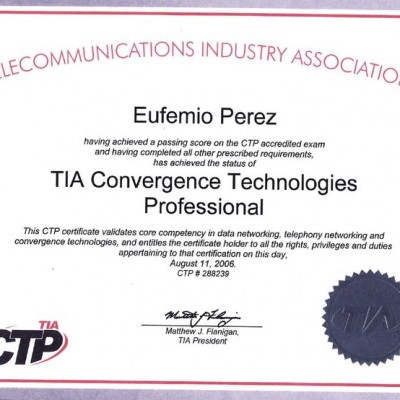 TELECOMMUNICATIONS INDUSTRY ASSOCIATION
Eufemio Perez
having achieved a passing score on the CTP accredited exam
and having completed all other prescribed requirements,
has achieved the status of
TIA Convergence Technologies
Professional
This CTP certificate validates core competency in data networking, telephony networking and
convergence technologies, and entitles the certificate holder to all the rights, privileges and duties
appertaining to that certification on this day,
August 11, 2006.
CTP # 288239
Matthew J. Flanigan,
TIA President
TIA
CTP
TIA